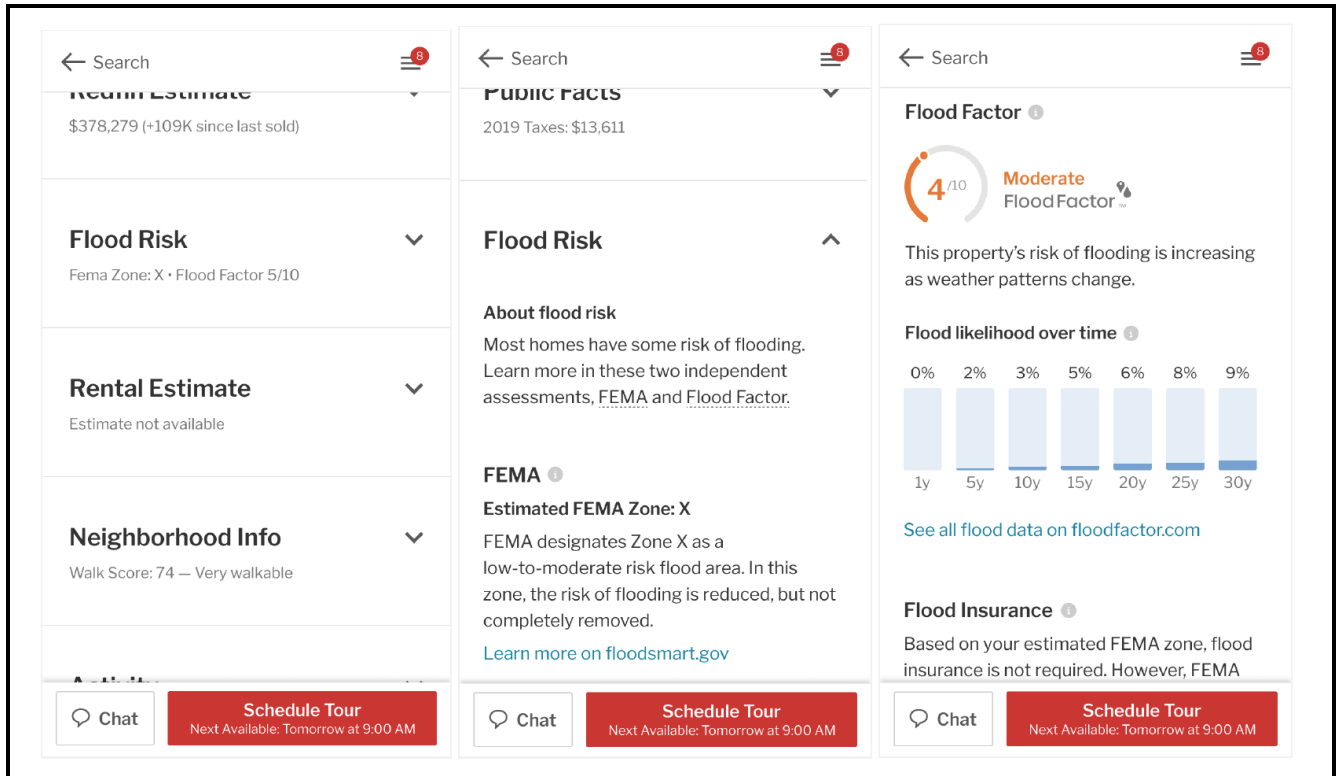 Search
8
Redfin Estimate
$378,279 (+109K since last sold)
Flood Risk
Fema Zone: X • Flood Factor 5/10
Rental Estimate
Estimate not available
Neighborhood Info
Walk Score: 74 — Very walkable
Activity
Chat
Schedule Tour
Next Available: Tomorrow at 9:00 AM
Search
8
Public Facts
2019 Taxes: $13,611
Flood Risk
About flood risk
Most homes have some risk of flooding.
Learn more in these two independent
assessments, FEMA and Flood Factor.
FEMA i
Estimated FEMA Zone: X
FEMA designates Zone X as a
low-to-moderate risk flood area. In this
zone, the risk of flooding is reduced, but not
completely removed.
Learn more on floodsmart.gov
Chat
Schedule Tour
Next Available: Tomorrow at 9:00 AM
Search
8
Flood Factor i
4/10
Moderate
Flood Factor
This property's risk of flooding is increasing
as weather patterns change.
Flood likelihood over time i
0% 2% 3% 5% 6% 8% 9%
1y 5y 10y 15y 20y 25y 30y
See all flood data on floodfactor.com
Flood Insurance i
Based on your estimated FEMA zone, flood
insurance is not required. However, FEMA
Chat
Schedule Tour
Next Available: Tomorrow at 9:00 AM